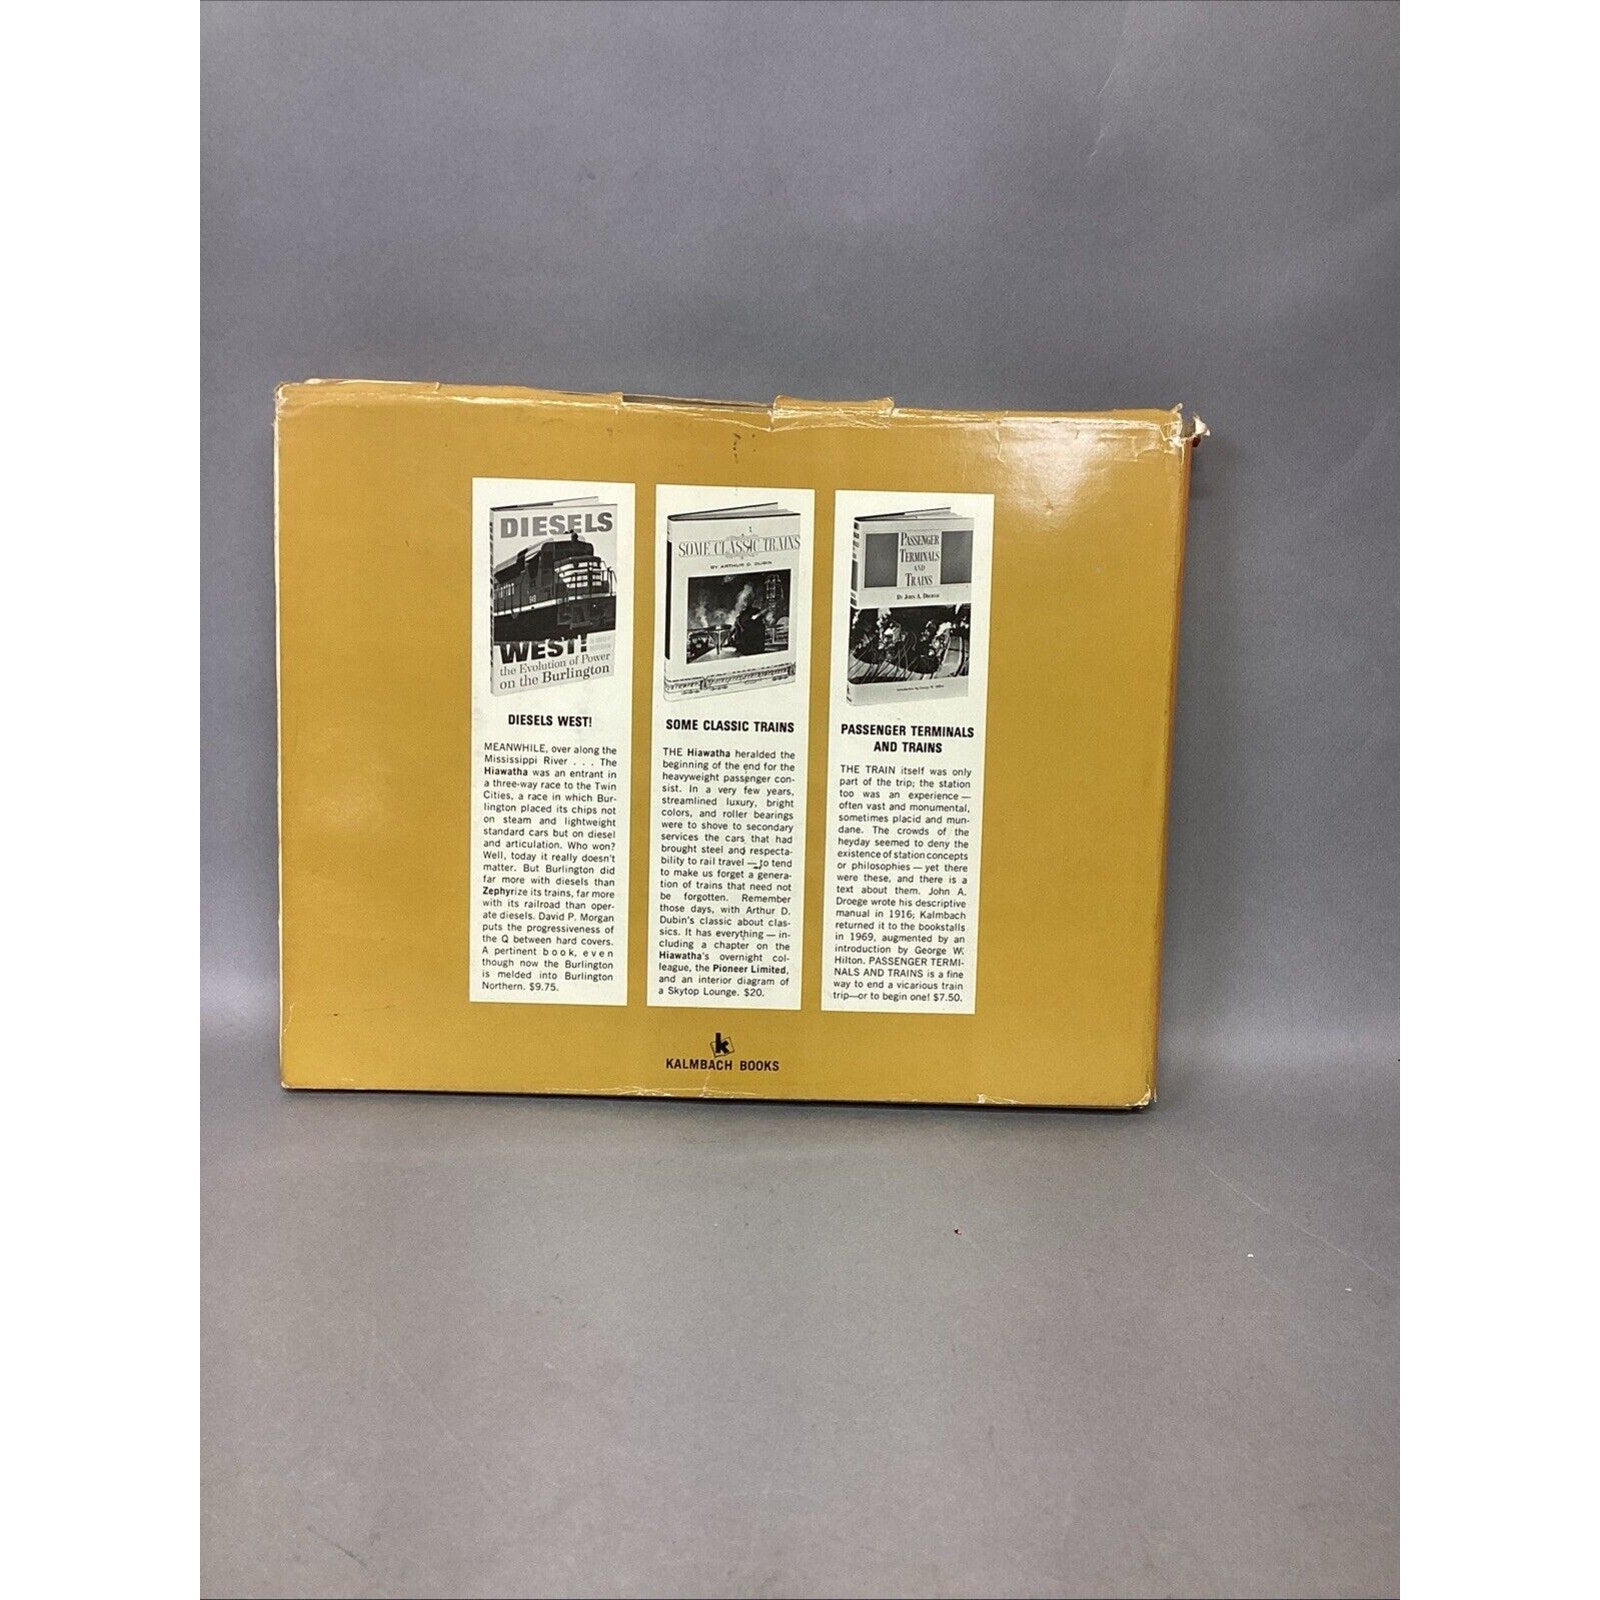 DIESELS
WEST!
the Evolution of Power
on the Burlington
DIESELS WEST!
MEANWHILE, over along the
Mississippi River . . . The
Hiawatha was an entrant in
a three-way race to the Twin
Cities, a race in which Bur-
lington placed its chips not
on steam and lightweight
standard cars but on diesel
and articulation. Who won?
Well, today it really doesn't
matter. But Burlington did
far more with diesels than
Zephyrize its trains, far more
with its railroad than oper-
ate diesels. David P. Morgan
puts the progressiveness of
the Q between hard covers.
A pertinent book, even
though now the Burlington
is melded into Burlington
Northern. $9.75.
SOME CLASSIC TRAINS
BY ARTHUR D. DUBIN
SOME CLASSIC TRAINS
THE Hiawatha heralded the
beginning of the end for the
heavyweight passenger con-
sist. In a very few years,
streamlined luxury, bright
colors, and roller bearings
were to shove to secondary
services the cars that had
brought steel and respecta-
bility to rail travel — to tend
to make us forget a genera-
tion of trains that need not
be forgotten. Remember
those days, with Arthur D.
Dubin's classic about clas-
sics. It has everything — in-
cluding a chapter on the
Hiawatha's overnight col-
league, the Pioneer Limited,
and an interior diagram of
a Skytop Lounge. $20.
PASSENGER
TERMINALS
AND
TRAINS
BY JOHN A. DROEGE
Introduction by George W. Hilton
PASSENGER TERMINALS
AND TRAINS
THE TRAIN itself was only
part of the trip; the station
too was an experience —
often vast and monumental,
sometimes placid and mun-
dane. The crowds of the
heyday seemed to deny the
existence of station concepts
or philosophies — yet there
were these, and there is a
text about them. John A.
Droege wrote his descriptive
manual in 1916; Kalmbach
returned it to the bookstalls
in 1969, augmented by an
introduction by George W.
Hilton. PASSENGER TERMI-
NALS AND TRAINS is a fine
way to end a vicarious train
trip—or to begin one! $7.50.
k
KALMBACH BOOKS